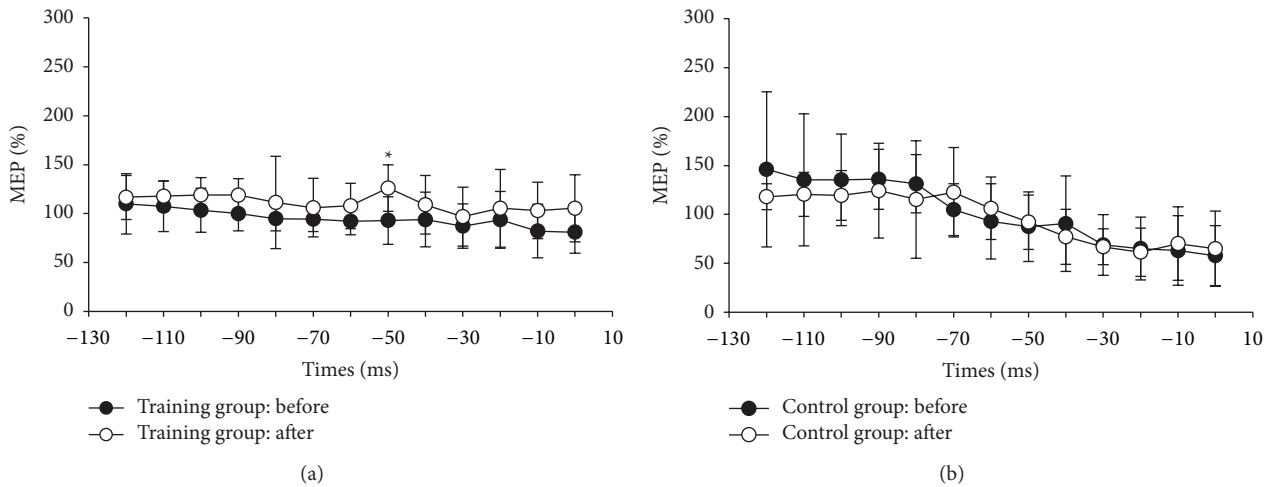 300
250
200
150
100
50
0
MEP (%)
*
−130 −110 −90 −70 −50 −30 −10 10
Times (ms)
Training group: before
Training group: after
(a)
300
250
200
150
100
50
0
MEP (%)
−130 −110 −90 −70 −50 −30 −10 10
Times (ms)
Control group: before
Control group: after
(b)